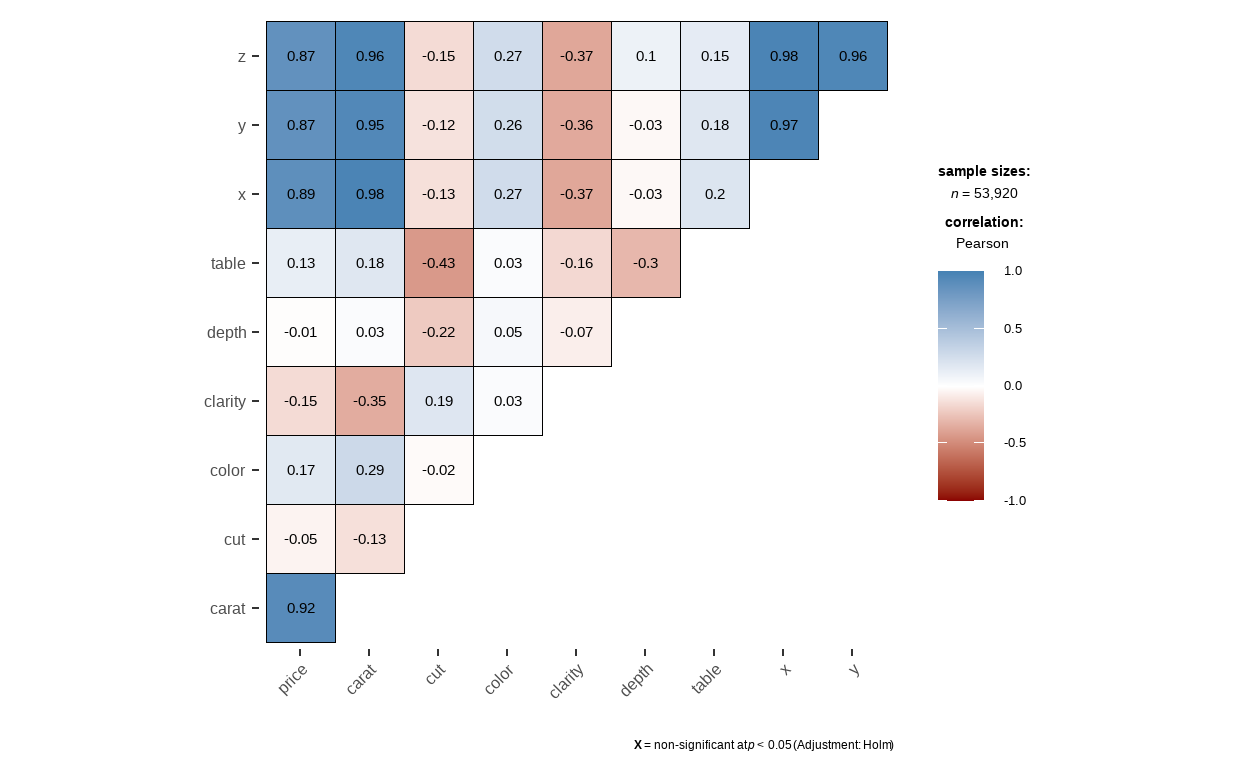 z 0.87 0.96 -0.15 0.27 -0.37 0.1 0.15 0.98 0.96
y 0.87 0.95 -0.12 0.26 -0.36 -0.03 0.18 0.97
x 0.89 0.98 -0.13 0.27 -0.37 -0.03 0.2
table 0.13 0.18 -0.43 0.03 -0.16 -0.3
depth -0.01 0.03 -0.22 0.05 -0.07
clarity -0.15 -0.35 0.19 0.03
color 0.17 0.29 -0.02
cut -0.05 -0.13
carat 0.92
price carat cut color clarity depth table x y
sample sizes:
n = 53,920
correlation:
Pearson
1.0
0.5
0.0
-0.5
-1.0
X = non-significant at p < 0.05 (Adjustment: Holm)